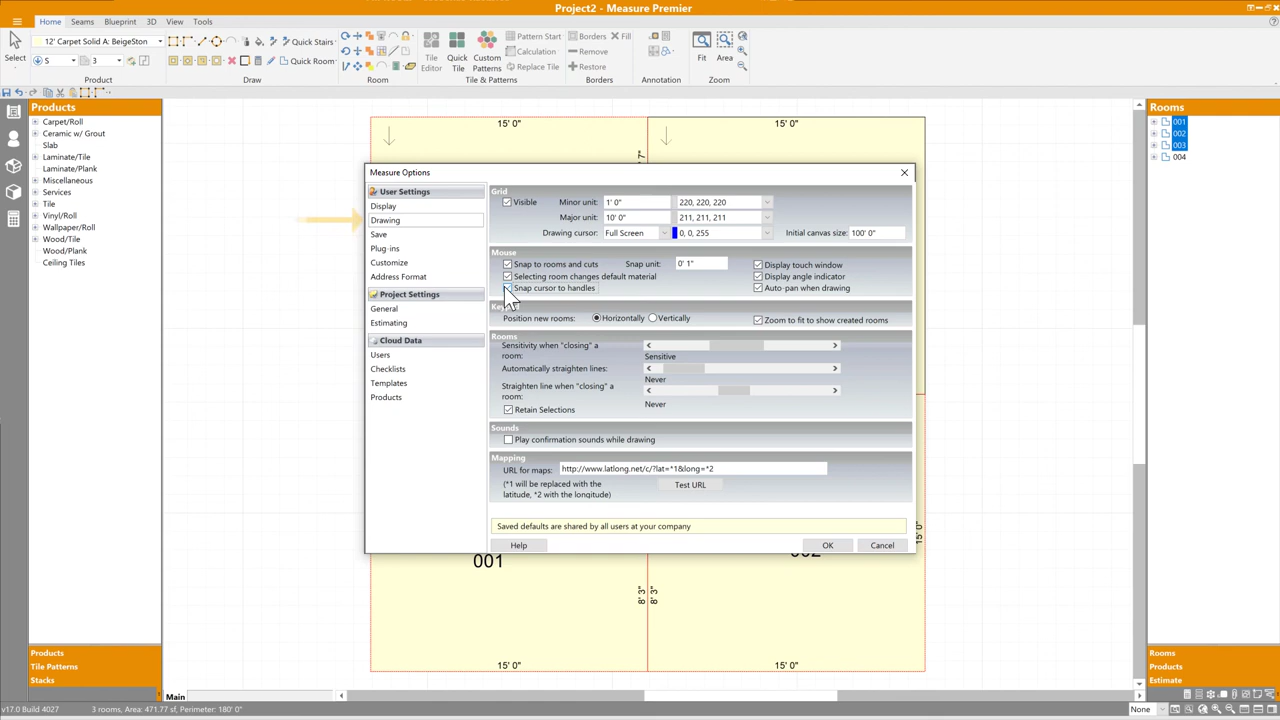 Project2 - Measure Premier
Home Seams Blueprint 3D View Tools
12' Carpet Solid A: BeigeSton
Quick Stairs
Pattern Start
Borders Fill
Select
S 3
Quick Room
Tile Editor
Quick Tile
Custom Patterns
Calculation
Replace Tile
Remove
Restore
Fit Area
Product Draw Room Tile & Patterns Borders Annotation Zoom
Products
Carpet/Roll
Ceramic w/ Grout
Slab
Laminate/Tile
Laminate/Plank
Miscellaneous
Slopes
Tile
Vinyl/Roll
Wallpaper/Roll
Wood/Tile
Wood/Plank
Ceiling Tiles
Products
Tile Patterns
Stacks
15' 0" 15' 0"
Measure Options
User Settings
Display
Drawing
Save
Plug-ins
Customize
Address Format
Project Settings
General
Estimating
Cloud Data
Users
Checklists
Templates
Products
Grid
Visible Minor unit: 1' 0" 220, 220, 220
Major unit: 10' 0" 211, 211, 211
Drawing cursor: Full Screen 0, 0, 255 Initial canvas size: 100' 0"
Mouse
Snap to rooms and cuts Snap unit: 0' 1" Display touch window
Selecting room changes default material Display angle indicator
Snap cursor to handles Auto-pan when drawing
Position new rooms: Horizontally Vertically Zoom to fit to show created rooms
Rooms
Sensitivity when "closing" a room:
Sensitive
Automatically straighten lines:
Never
Straighten line when "closing" a room:
Never
Retain Selections
Sounds
Play confirmation sounds while drawing
Mapping
URL for maps: http://www.latlong.net/c/?lat=*1&long=*2
(*1 will be replaced with the latitude, *2 with the longitude)
Test URL
Saved defaults are shared by all users at your company
Help OK Cancel
15' 0"
001
8' 3" 8' 3"
15' 0" 15' 0"
Rooms
001
002
003
004
Rooms
Products
Estimate
Main
v17.0 Build 4027 3 rooms, Area: 471.77 sf, Perimeter: 180' 0" None